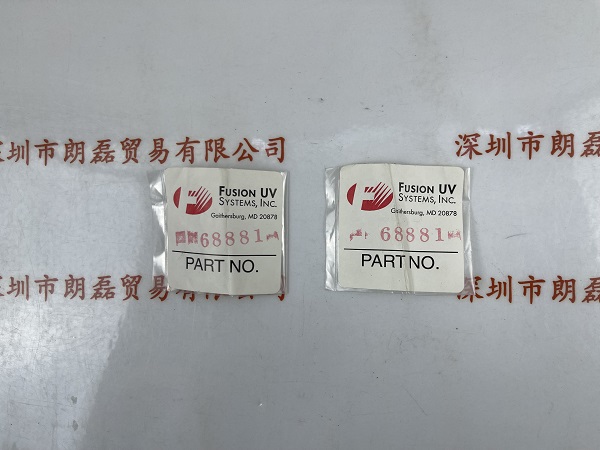 深圳市朗磊贸易有限公司
深圳市朗磊
FUSION UV
SYSTEMS, INC.
Gaithersburg, MD 20878
68881
PART NO.
FUSION UV
SYSTEMS, INC.
Gaithersburg, MD 20878
68881
PART NO.
深圳市朗磊贸易有限公司
深圳市朗磊